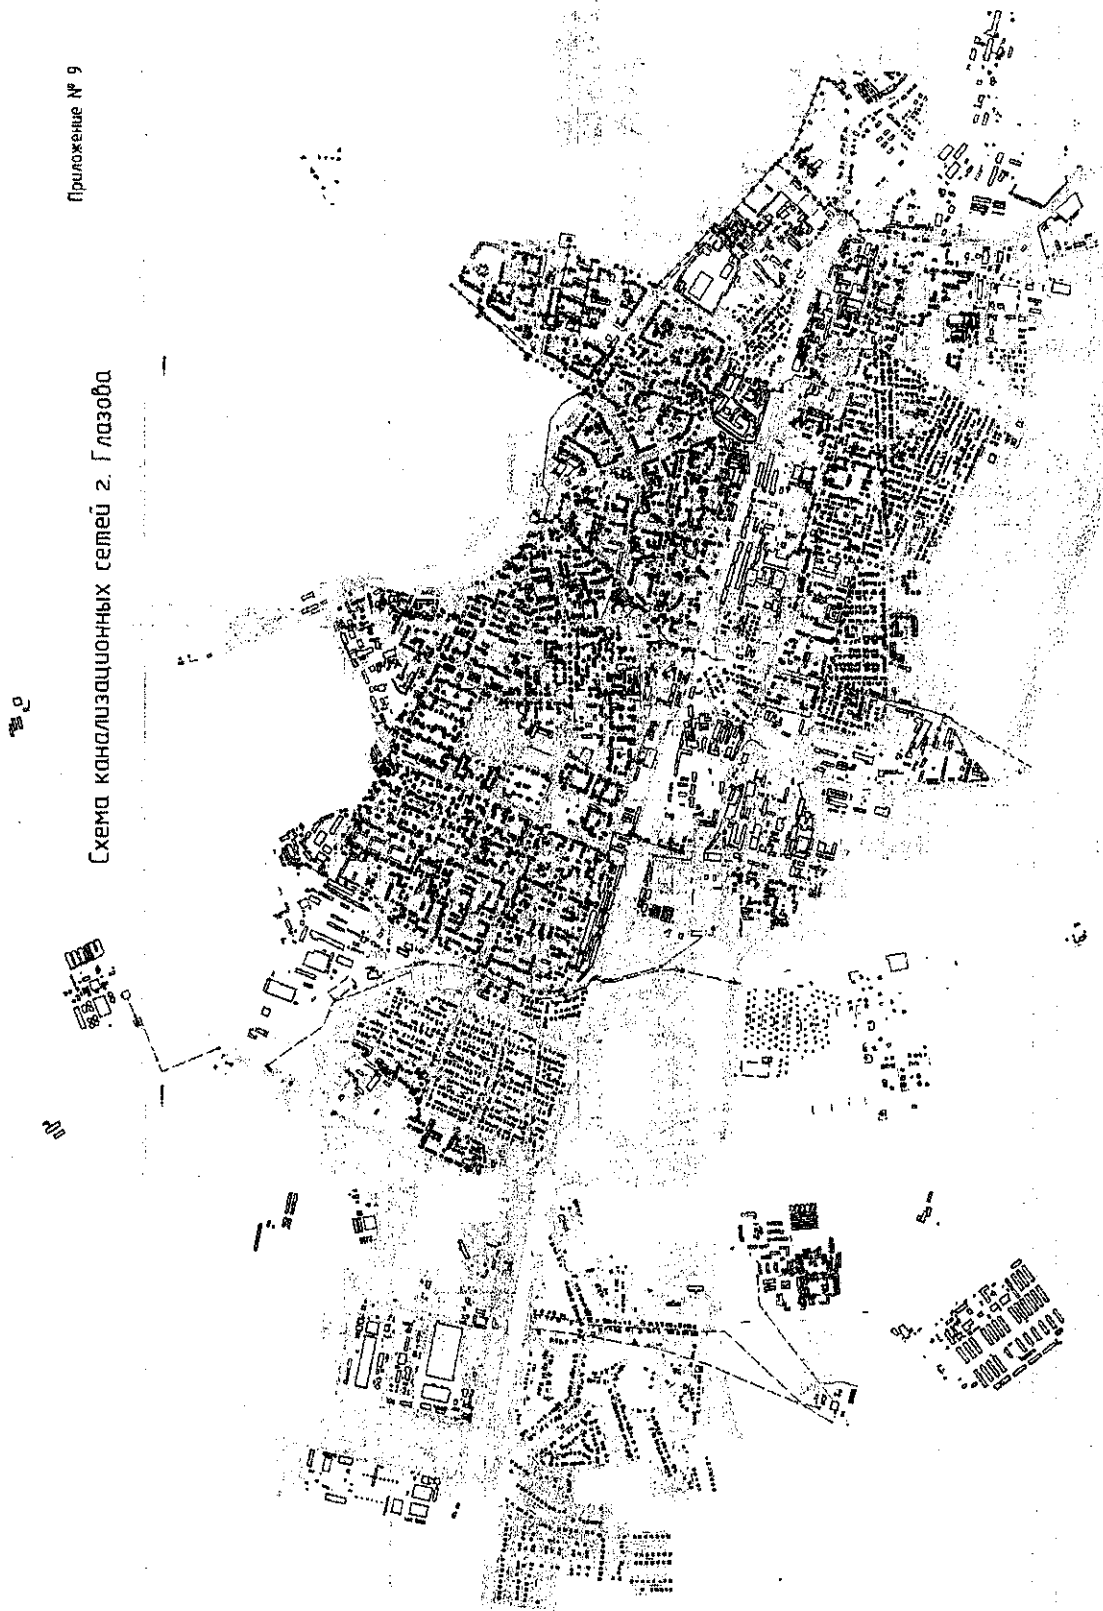 Приложение № 9
Схема канализационных сетей г. Глазова